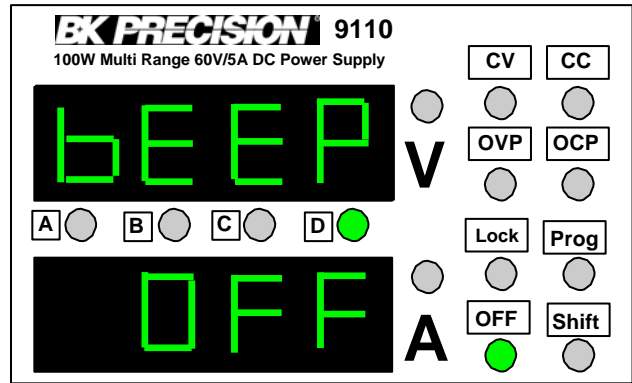 BK PRECISION® 9110
100W Multi Range 60V/5A DC Power Supply
CV CC
bEEP
V
OVP OCP
A B C D
Lock Prog
OFF
A
OFF Shift